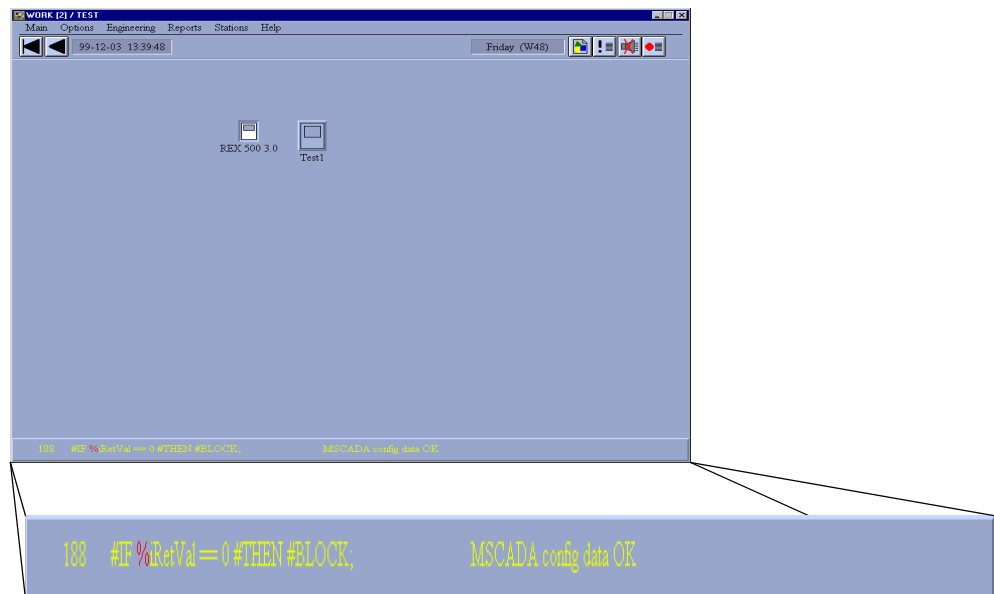 WORK [2] / TEST
Main Options Engineering Reports Stations Help
99-12-03 13:39:48 Friday (W48)
REX 500 3.0
Test1
188 #IF %iRetVal == 0 #THEN #BLOCK; MSCADA config data OK
188 #IF %iRetVal == 0 #THEN #BLOCK; MSCADA config data OK